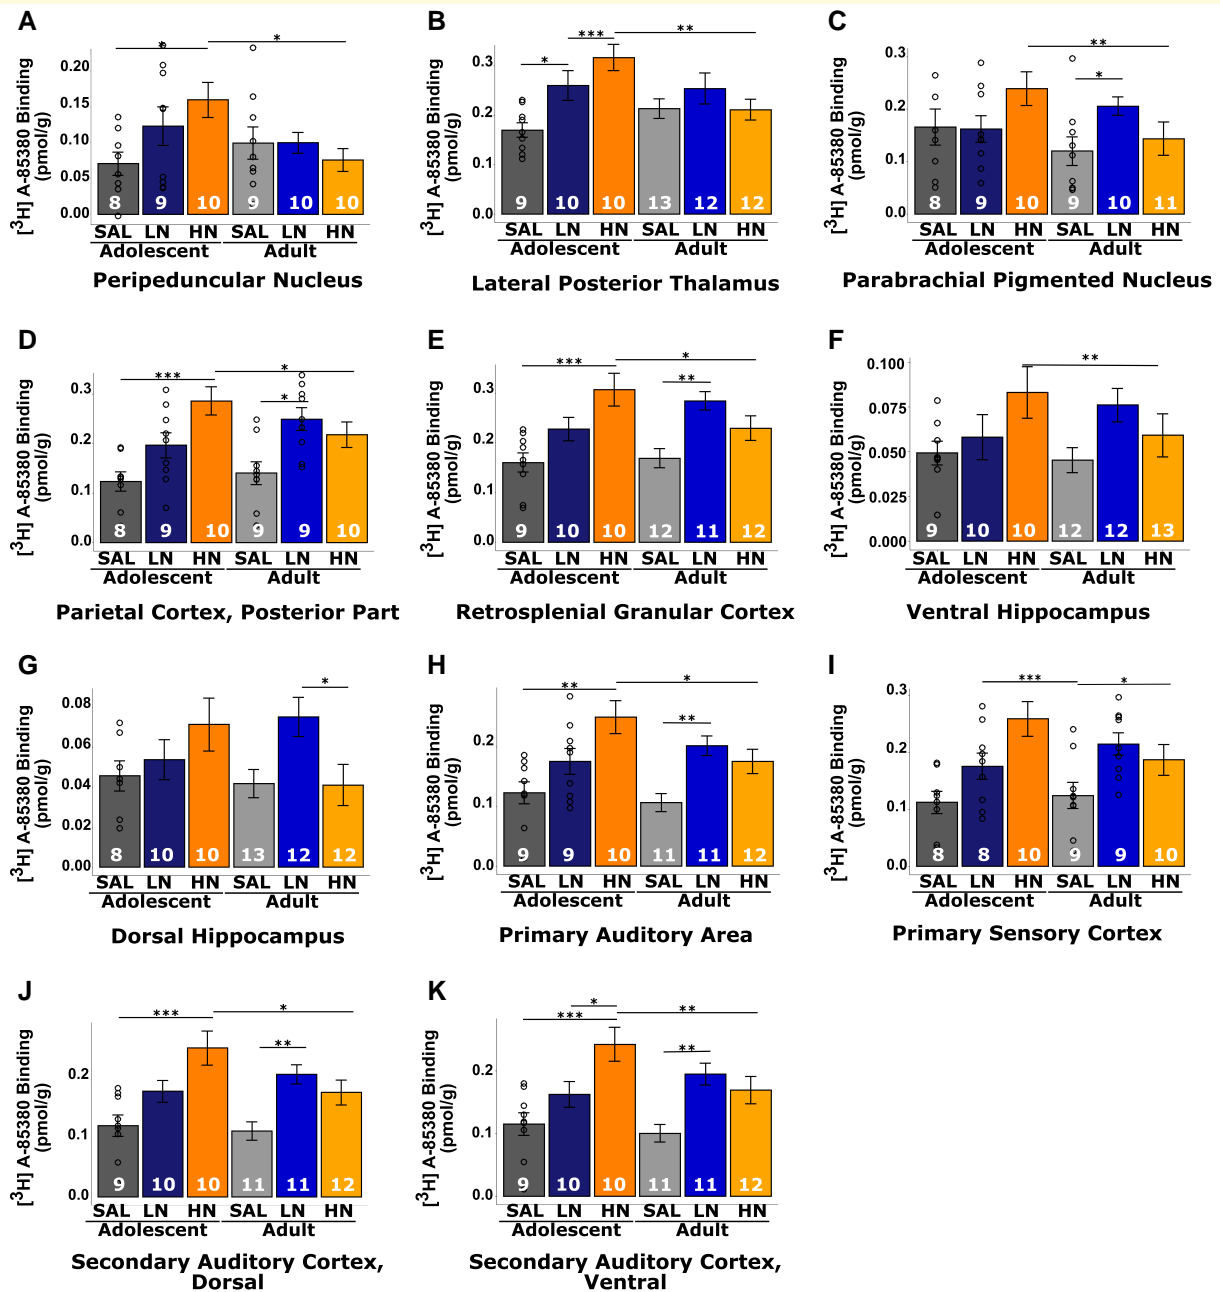 A
[³H] A-85380 Binding
(pmol/g)
0.20
0.15
0.10
0.05
0.00
* *
8 9 10 9 10 10
SAL LN HN SAL LN HN
Adolescent Adult
Peripeduncular Nucleus
B
[³H] A-85380 Binding
(pmol/g)
0.3
0.2
0.1
0.0
* *** **
9 10 10 13 12 12
SAL LN HN SAL LN HN
Adolescent Adult
Lateral Posterior Thalamus
C
[³H] A-85380 Binding
(pmol/g)
0.3
0.2
0.1
0.0
** *
8 9 10 9 10 11
SAL LN HN SAL LN HN
Adolescent Adult
Parabrachial Pigmented Nucleus
D
[³H] A-85380 Binding
(pmol/g)
0.3
0.2
0.1
0.0
*** * *
8 9 10 9 9 10
SAL LN HN SAL LN HN
Adolescent Adult
Parietal Cortex, Posterior Part
E
[³H] A-85380 Binding
(pmol/g)
0.3
0.2
0.1
0.0
*** * **
9 10 10 12 11 12
SAL LN HN SAL LN HN
Adolescent Adult
Retrosplenial Granular Cortex
F
[³H] A-85380 Binding
(pmol/g)
0.100
0.075
0.050
0.025
0.000
**
9 10 10 12 12 13
SAL LN HN SAL LN HN
Adolescent Adult
Ventral Hippocampus
G
[³H] A-85380 Binding
(pmol/g)
0.08
0.06
0.04
0.02
0.00
*
8 10 10 13 12 12
SAL LN HN SAL LN HN
Adolescent Adult
Dorsal Hippocampus
H
[³H] A-85380 Binding
(pmol/g)
0.2
0.1
0.0
** * **
9 9 10 11 11 12
SAL LN HN SAL LN HN
Adolescent Adult
Primary Auditory Area
I
[³H] A-85380 Binding
(pmol/g)
0.3
0.2
0.1
0.0
*** *
8 8 10 9 9 10
SAL LN HN SAL LN HN
Adolescent Adult
Primary Sensory Cortex
J
[³H] A-85380 Binding
(pmol/g)
0.2
0.1
0.0
*** * **
9 10 10 11 11 12
SAL LN HN SAL LN HN
Adolescent Adult
Secondary Auditory Cortex,
Dorsal
K
[³H] A-85380 Binding
(pmol/g)
0.2
0.1
0.0
* *** ** **
9 10 10 11 11 12
SAL LN HN SAL LN HN
Adolescent Adult
Secondary Auditory Cortex,
Ventral